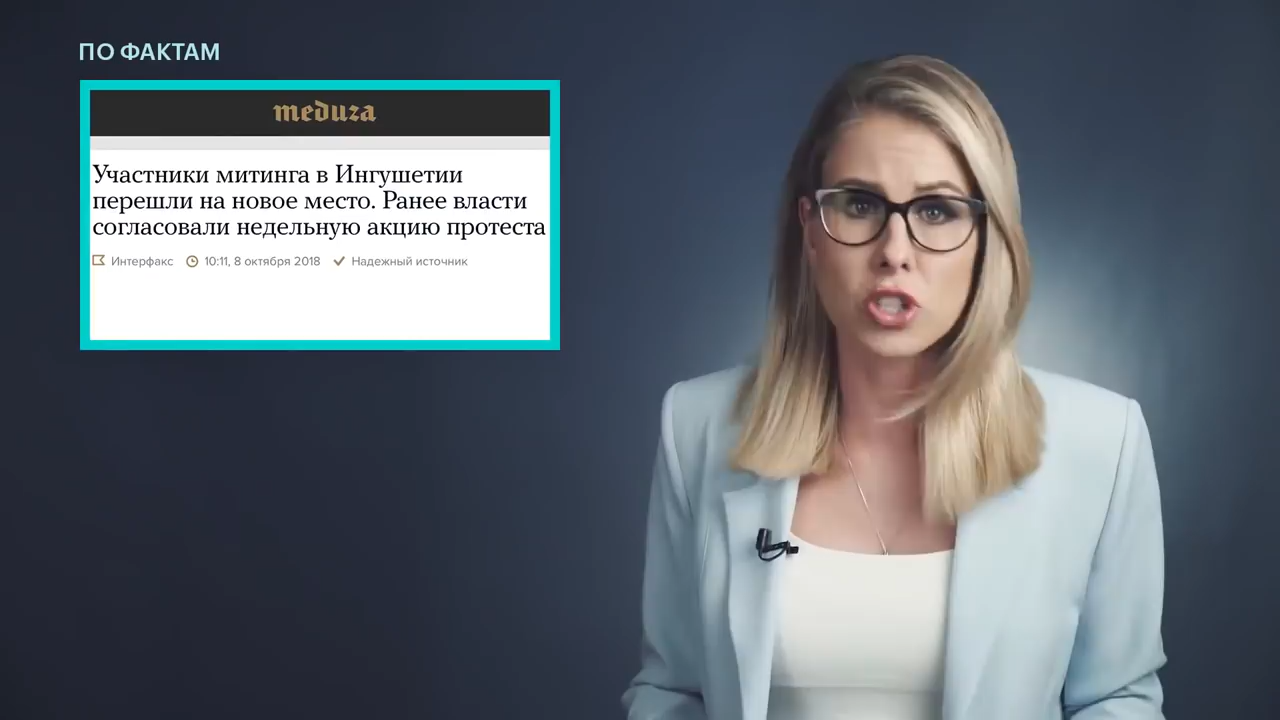 ПО ФАКТАМ
meduza
Участники митинга в Ингушетии
перешли на новое место. Ранее власти
согласовали недельную акцию протеста
Интерфакс 10:11, 8 октября 2018 Надежный источник